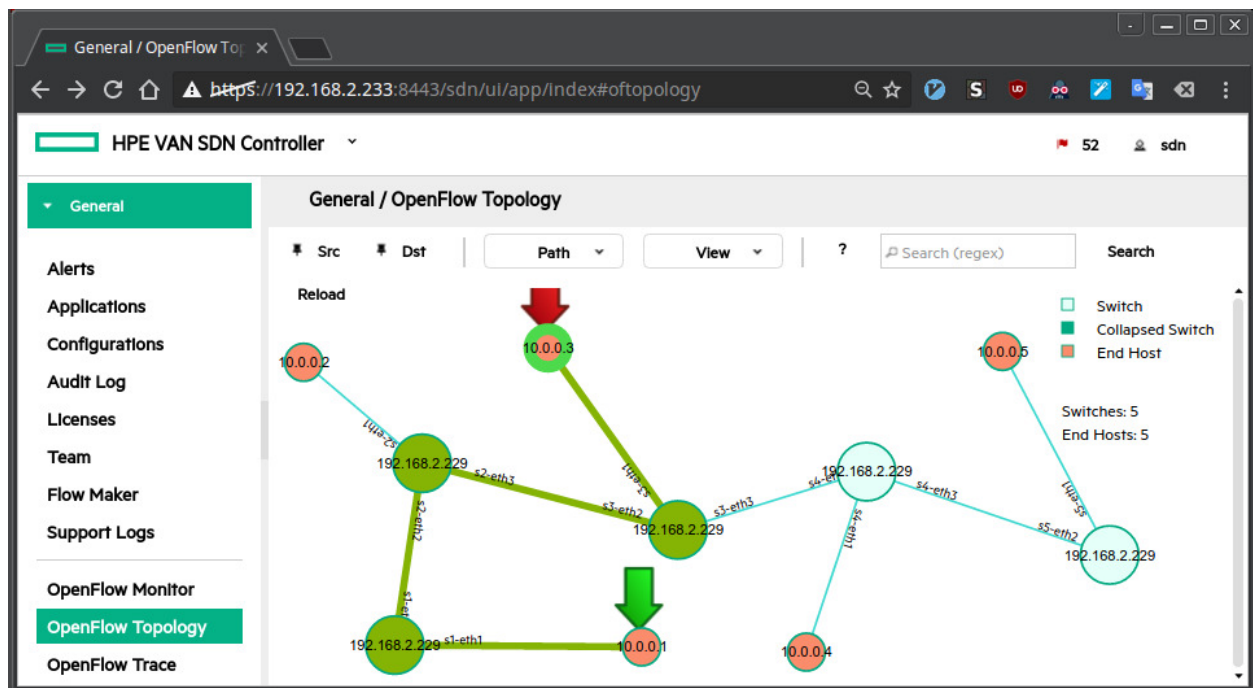 General / OpenFlow Top
https://192.168.2.233:8443/sdn/ui/app/index#oftopology
S
HPE VAN SDN Controller
52
sdn
General
General / OpenFlow Topology
Src
Dst
Path
View
?
Search (regex)
Search
Alerts
Applications
Configurations
Audit Log
Licenses
Team
Flow Maker
Support Logs
OpenFlow Monitor
OpenFlow Topology
OpenFlow Trace
Reload
Switch
Collapsed Switch
End Host
Switches: 5
End Hosts: 5
10.0.0.2
10.0.0.3
10.0.0.5
s2-eth1
192.168.2.229
s2-eth3
s3-eth1
192.168.2.229
s4-eth3
s5-eth1
s2-eth2
s3-eth2
192.168.2.229
s3-eth3
s4-eth1
s5-eth2
192.168.2.229
192.168.2.229
s1-eth1
10.0.0.1
10.0.0.4